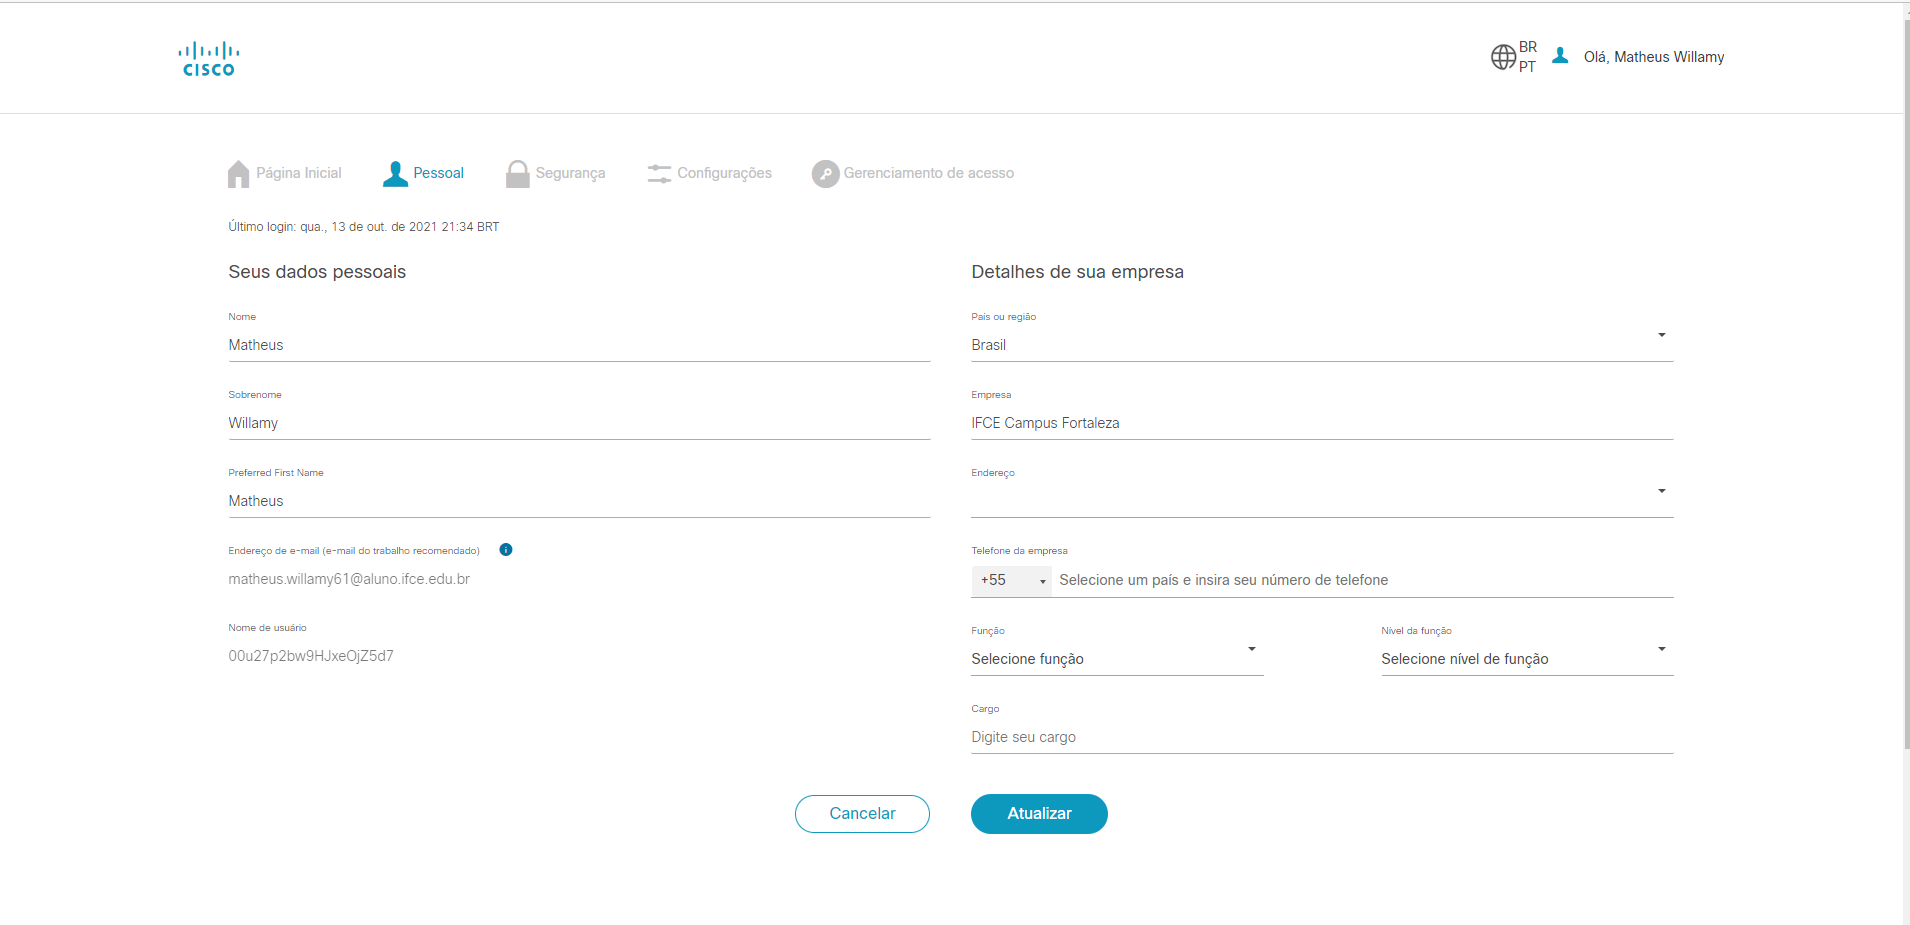 CISCO
BR
PT
Olá, Matheus Willamy
Página Inicial
Pessoal
Segurança
Configurações
Gerenciamento de acesso
Último login: qua., 13 de out. de 2021 21:34 BRT
Seus dados pessoais
Nome
Matheus
Sobrenome
Willamy
Preferred First Name
Matheus
Endereço de e-mail (e-mail do trabalho recomendado)
matheus.willamy61@aluno.ifce.edu.br
Nome de usuário
00u27p2bw9HJxeOjZ5d7
Detalhes de sua empresa
País ou região
Brasil
Empresa
IFCE Campus Fortaleza
Endereço
Telefone da empresa
+55 Selecione um país e insira seu número de telefone
Função
Selecione função
Nível da função
Selecione nível de função
Cargo
Digite seu cargo
Cancelar
Atualizar